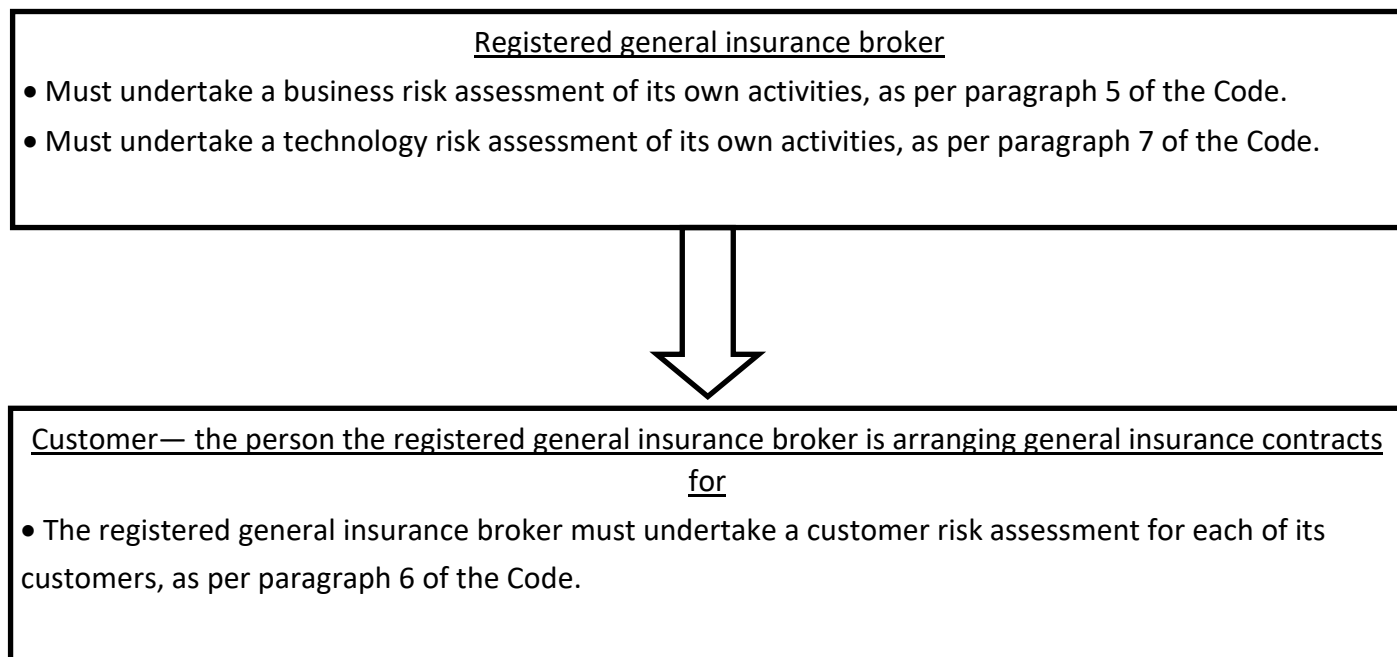 Registered general insurance broker
• Must undertake a business risk assessment of its own activities, as per paragraph 5 of the Code.
• Must undertake a technology risk assessment of its own activities, as per paragraph 7 of the Code.
Customer— the person the registered general insurance broker is arranging general insurance contracts
for
• The registered general insurance broker must undertake a customer risk assessment for each of its
customers, as per paragraph 6 of the Code.